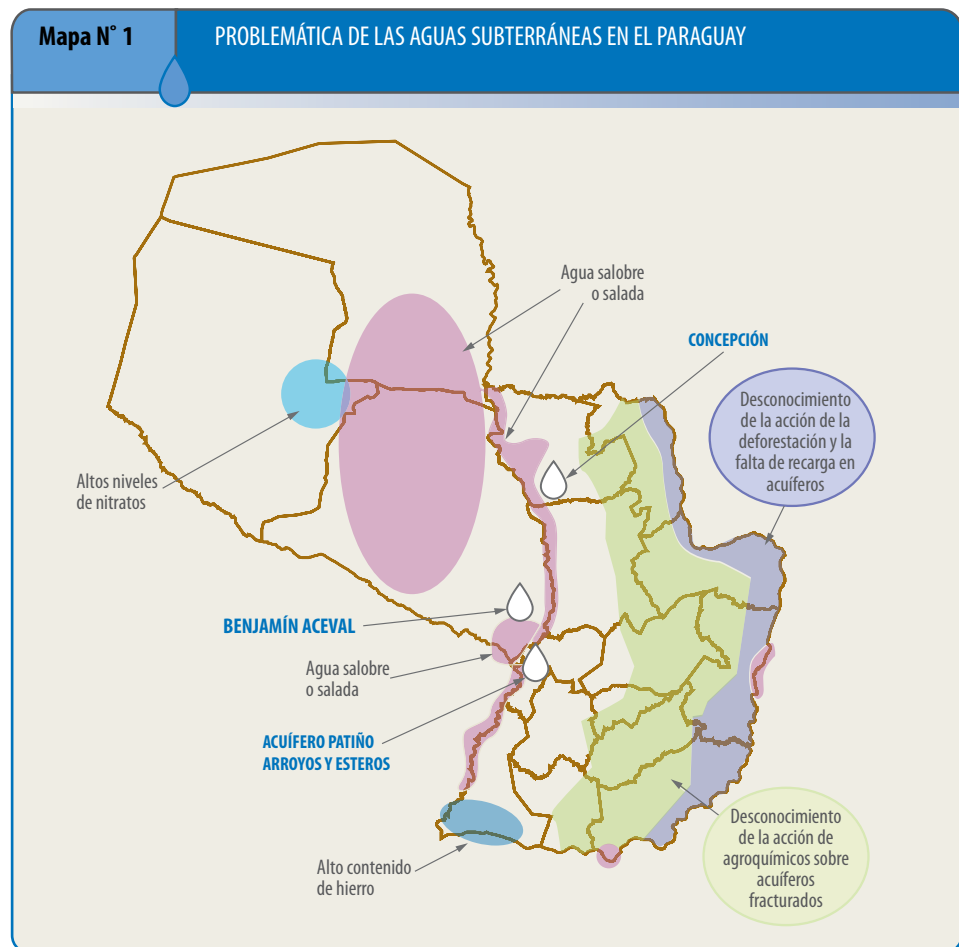 Mapa N° 1
PROBLEMÁTICA DE LAS AGUAS SUBTERRÁNEAS EN EL PARAGUAY
Agua salobre
o salada
CONCEPCIÓN
Desconocimiento
de la acción de la
deforestación y la
falta de recarga en
acuíferos
Altos niveles
de nitratos
BENJAMÍN ACEVAL
Agua salobre
o salada
ACUÍFERO PATIÑO
ARROYOS Y ESTEROS
Desconocimiento
de la acción de
agroquímicos sobre
acuíferos
fracturados
Alto contenido
de hierro